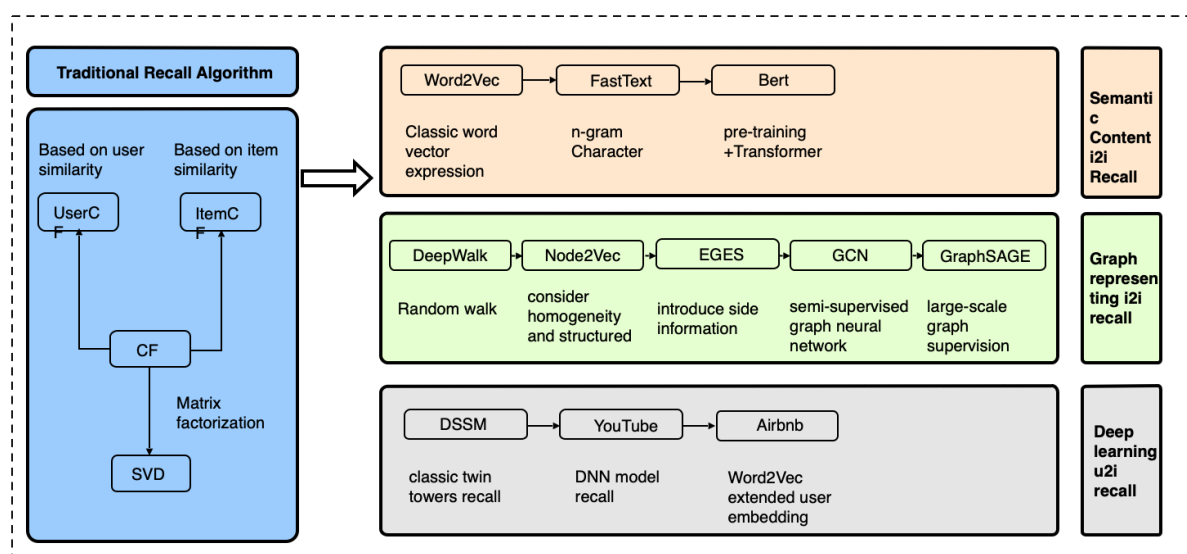 Traditional Recall Algorithm
Based on user
similarity
Based on item
similarity
UserC
F
ItemC
F
CF
Matrix
factorization
SVD
Word2Vec
FastText
Bert
Classic word
vector
expression
n-gram
Character
pre-training
+Transformer
Semanti
c
Content
i2i
Recall
DeepWalk
Node2Vec
EGES
GCN
GraphSAGE
Random walk
consider
homogeneity
and structured
introduce side
information
semi-supervised
graph neural
network
large-scale
graph
supervision
Graph
represen
ting i2i
recall
DSSM
YouTube
Airbnb
classic twin
towers recall
DNN model
recall
Word2Vec
extended user
embedding
Deep
learning
u2i
recall